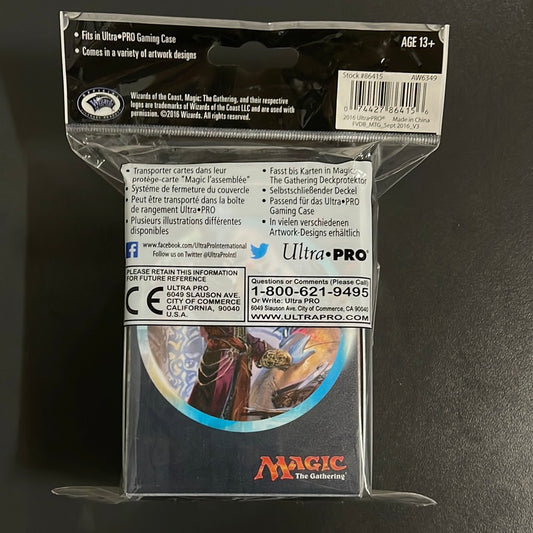 • Fits in Ultra•PRO Gaming Case
• Comes in a variety of artwork designs
AGE 13+
Wizards of the Coast, Magic: The Gathering, and their respective
logos are trademarks of Wizards of the Coast LLC and are used with
permission. ©2016 Wizards. All rights reserved.
Stock #86415
AW6349
0 74427 86415 6
2016 Ultra•PRO® Made in China
FVDB_MTG_Sept 2016_V3
• Transporter cartes dans leur
protége-carte "Magic l'assemblée"
• Système de fermeture du couvercle
• Peut être transporté dans la boîte
de rangement Ultra•PRO
• Plusieurs illustrations différentes
disponibles
• Fasst bis Karten in Magic:
The Gathering Deckprotektor
• Selbstschließender Deckel
• Passend für das Ultra•PRO
Gaming Case
• In vielen verschiedenen
Artwork-Designs erhältlich
f
www.facebook.com/UltraProInternational
Follow us on Twitter @UltraProIntl
Ultra•PRO®
PLEASE RETAIN THIS INFORMATION
FOR FUTURE REFERENCE
CE
ULTRA PRO
6049 SLAUSON AVE.
CITY OF COMMERCE
CALIFORNIA, 90040
U.S.A.
Questions or Comments (Please Call)
1-800-621-9495
Or Write: Ultra PRO
6049 Slauson Ave. City of Commerce, CA 90040
WWW.ULTRAPRO.COM
MAGIC
The Gathering®